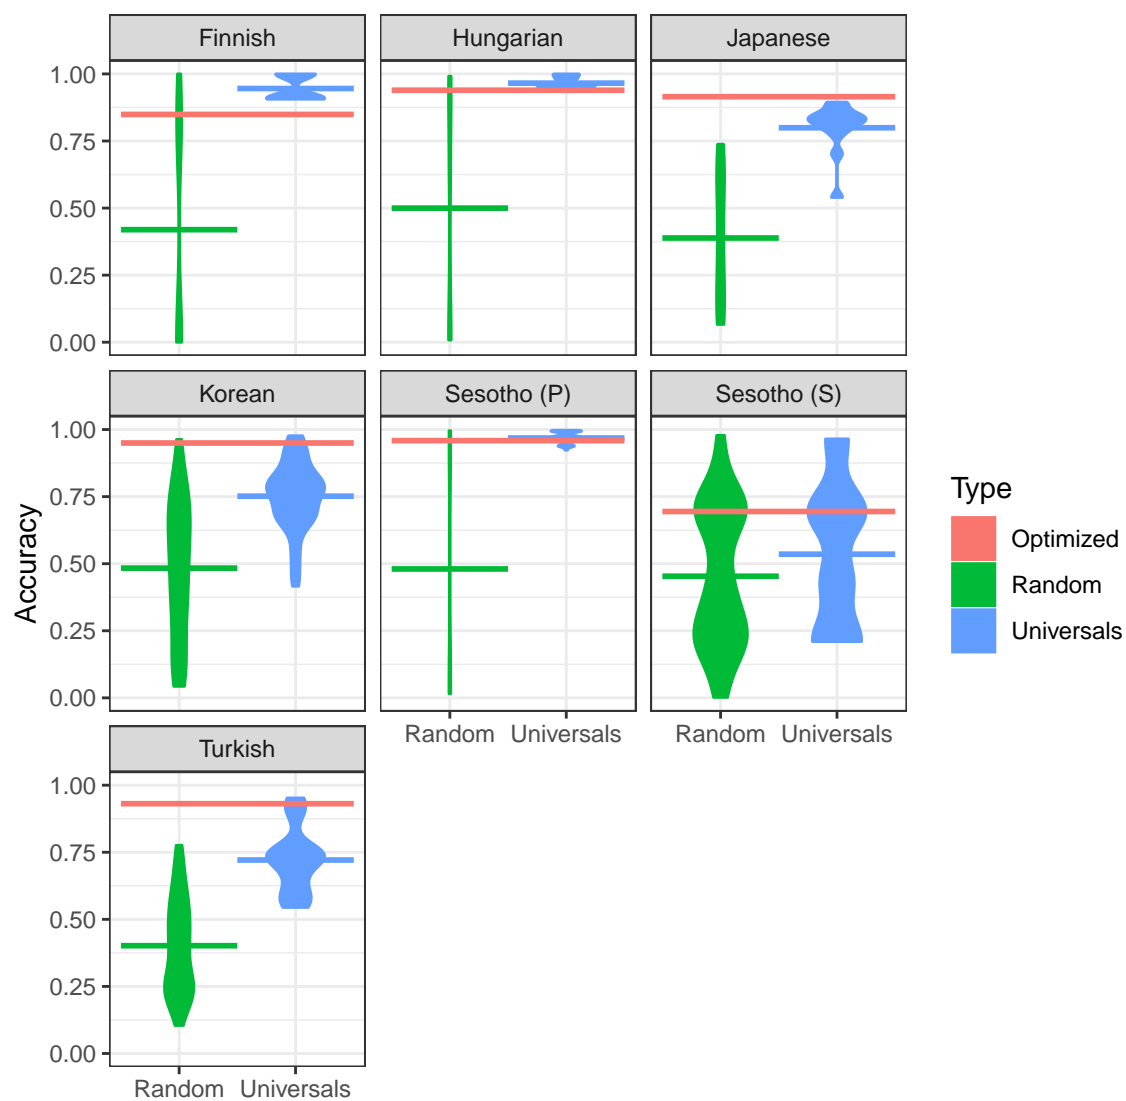 Finnish
Hungarian
Japanese
1.00
0.75
0.50
0.25
0.00
Korean
Sesotho (P)
Sesotho (S)
1.00
0.75
0.50
0.25
0.00
Accuracy
Random Universals
Random Universals
Turkish
1.00
0.75
0.50
0.25
0.00
Random Universals
Type
Optimized
Random
Universals